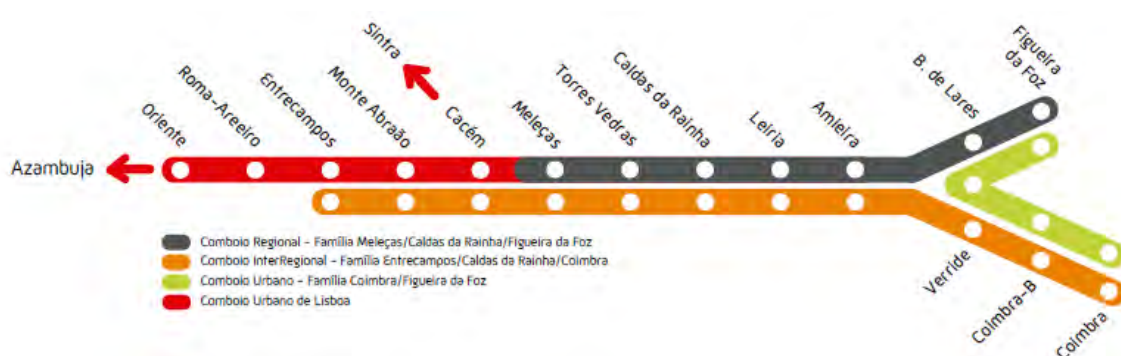 Azambuja
Oriente
Roma-Areeiro
Entrecampos
Monte Abraão
Sintra
Cacém
Meleças
Torres Vedras
Caldas da Rainha
Leiria
Amieira
B. de Lares
Figueira
da Foz
Verride
Coimbra-B
Coimbra
Comboio Regional - Família Meleças/Caldas da Rainha/Figueira da Foz
Comboio InterRegional - Família Entrecampos/Caldas da Rainha/Coimbra
Comboio Urbano - Família Coimbra/Figueira da Foz
Comboio Urbano de Lisboa